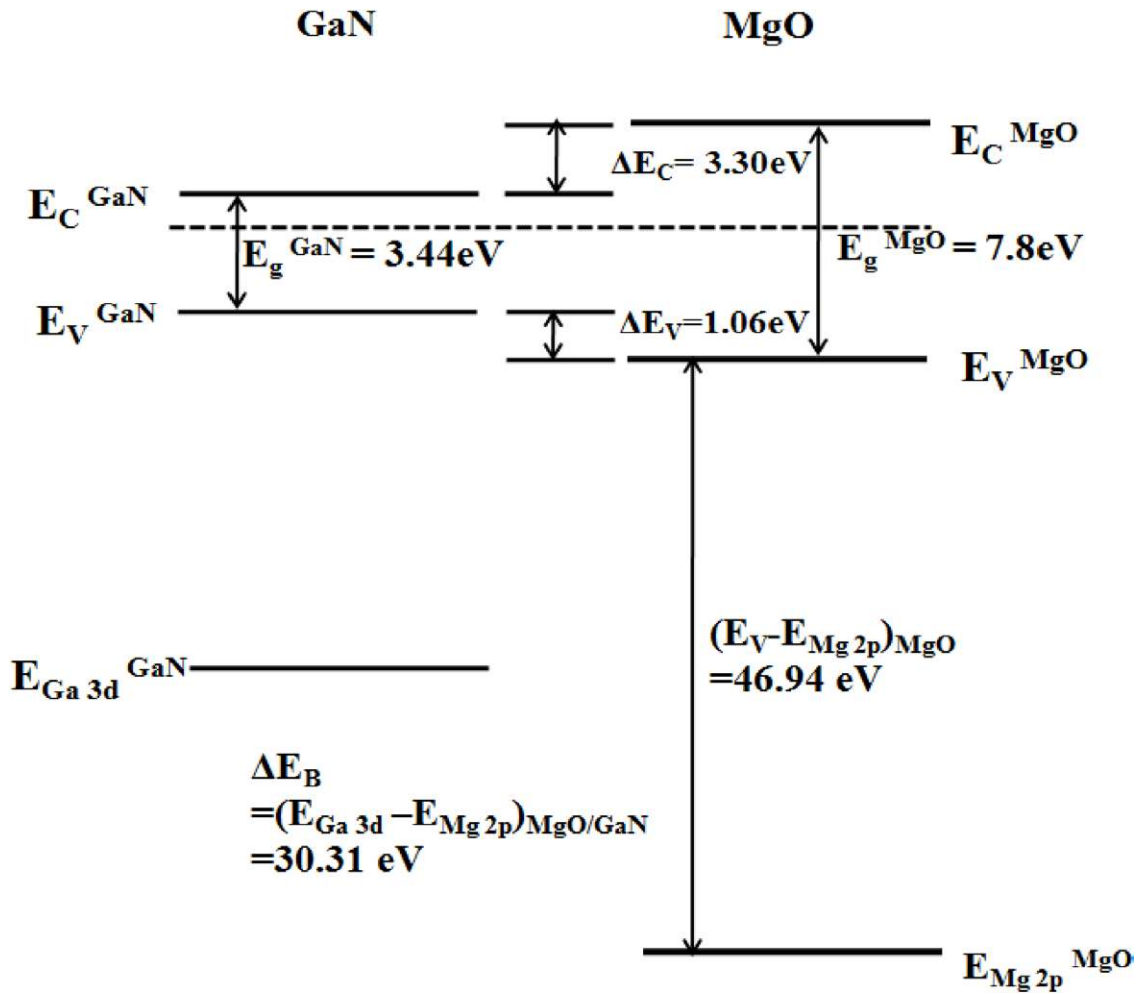 GaN MgO
E_C^MgO
ΔE_C= 3.30eV
E_C^GaN
E_g^GaN = 3.44eV
E_g^MgO = 7.8eV
E_V^GaN
ΔE_V=1.06eV
E_V^MgO
(E_V-E_Mg 2p)_MgO
=46.94 eV
E_Ga 3d^GaN
ΔE_B
=(E_Ga 3d –E_Mg 2p)_MgO/GaN
=30.31 eV
E_Mg 2p^MgO